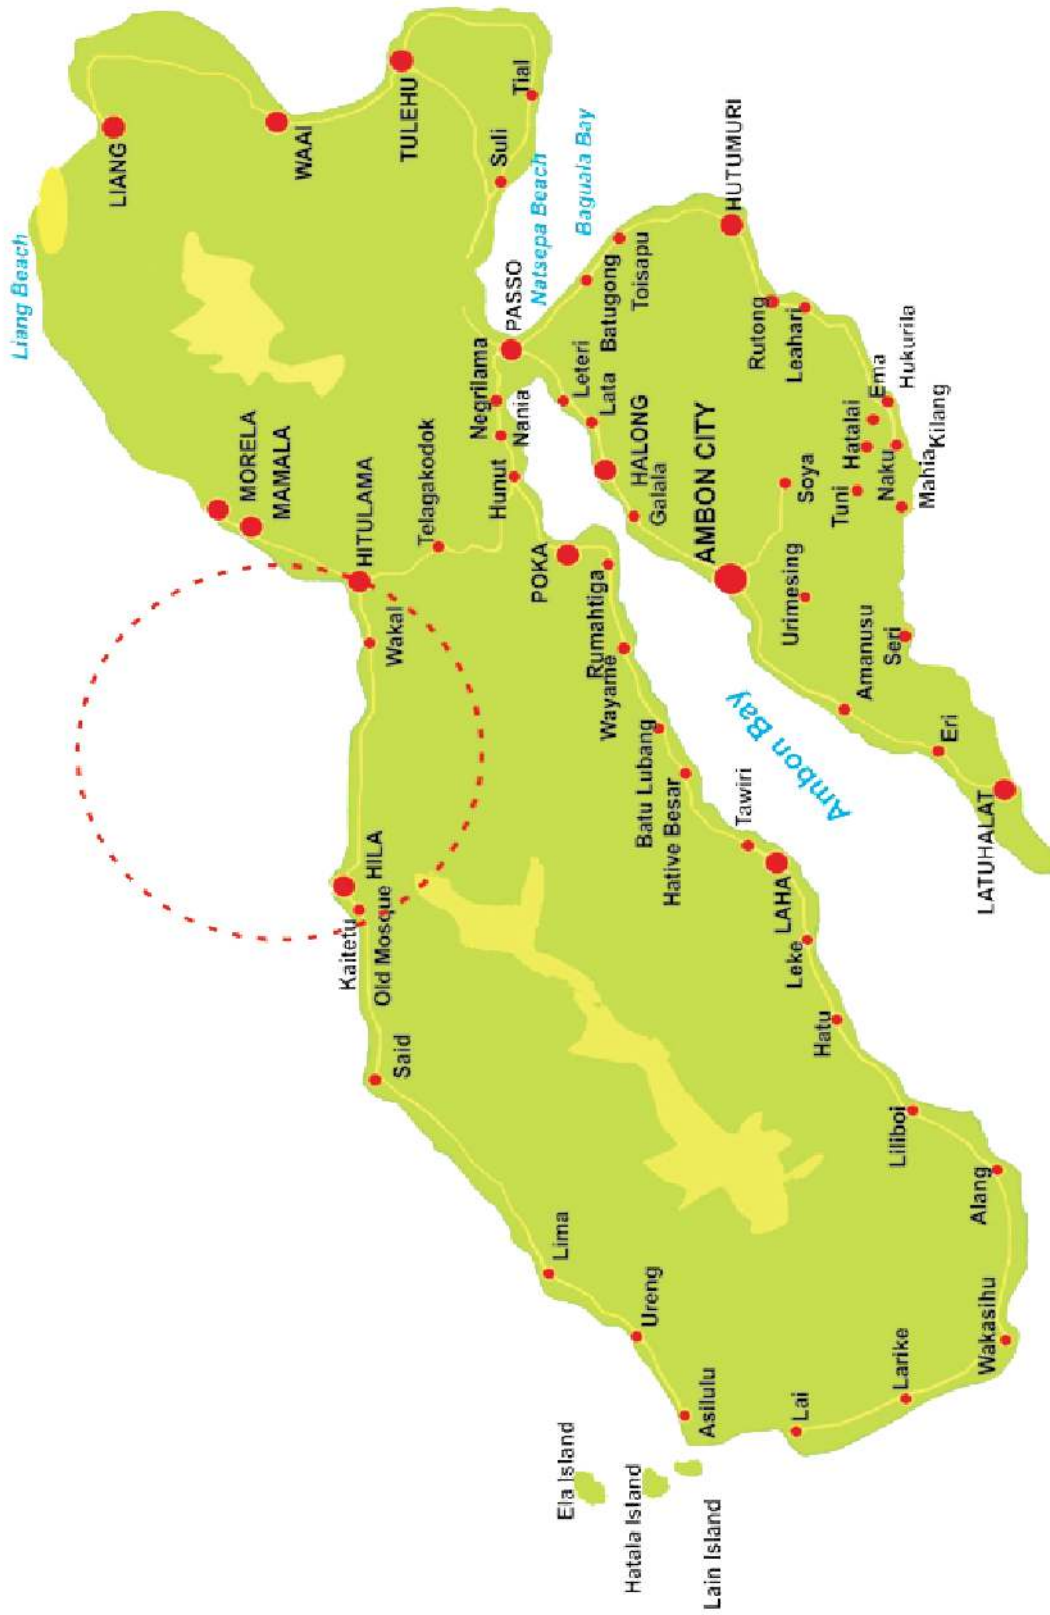 Liang Beach
LIANG
WAAI
TULEHU
Tial
Suli
Natsepa Beach
Baguala Bay
PASSO
Batugong
Toisapu
HUTUMURI
Rutong
Leahari
Ema
Hukurila
Hatalai
Kilang
Naku
Mahia
Tuni
Soya
MORELA
MAMALA
HITULAMA
Telagakodok
Negrilama
Nania
Hunut
Leteri
Lata
HALONG
Galala
AMBON CITY
Urimesing
Amanusu
Seri
Eri
LATUHALAT
Ambon Bay
POKA
Rumahtiga
Wayame
Batu Lubang
Hative Besar
Tawiri
LAHA
Leke
Hatu
Liliboi
Alang
Wakasihu
Larike
Lai
Wakal
HILA
Kaitetu
Old Mosque
Said
Lima
Ureng
Asilulu
Ela Island
Hatala Island
Lain Island